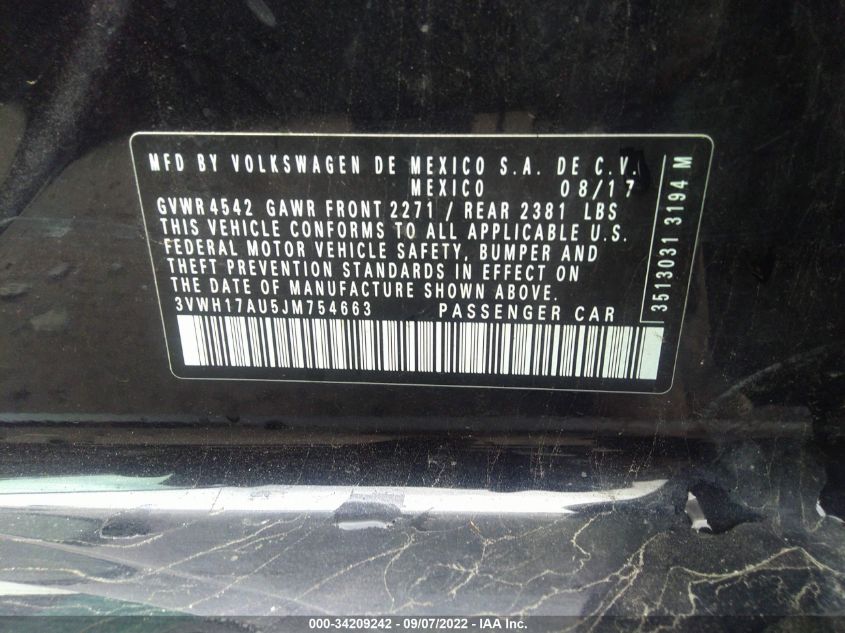 MFD BY VOLKSWAGEN DE MEXICO S.A. DE C.V.
MEXICO 08/17
GVWR 4542 GAWR FRONT 2271 / REAR 2381 LBS
THIS VEHICLE CONFORMS TO ALL APPLICABLE U.S.
FEDERAL MOTOR VEHICLE SAFETY, BUMPER AND
THEFT PREVENTION STANDARDS IN EFFECT ON
THE DATE OF MANUFACTURE SHOWN ABOVE.
3VWH17AU5JM754663 PASSENGER CAR
3513031 3194 M
000-34209242 - 09/07/2022 - IAA Inc.